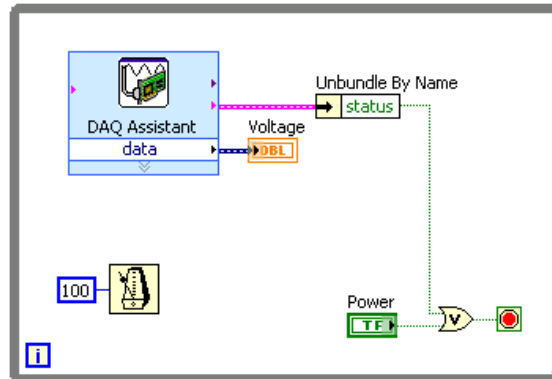 Unbundle By Name
status
DAQ Assistant
data
Voltage
DBL
100
Power
TF
V
i